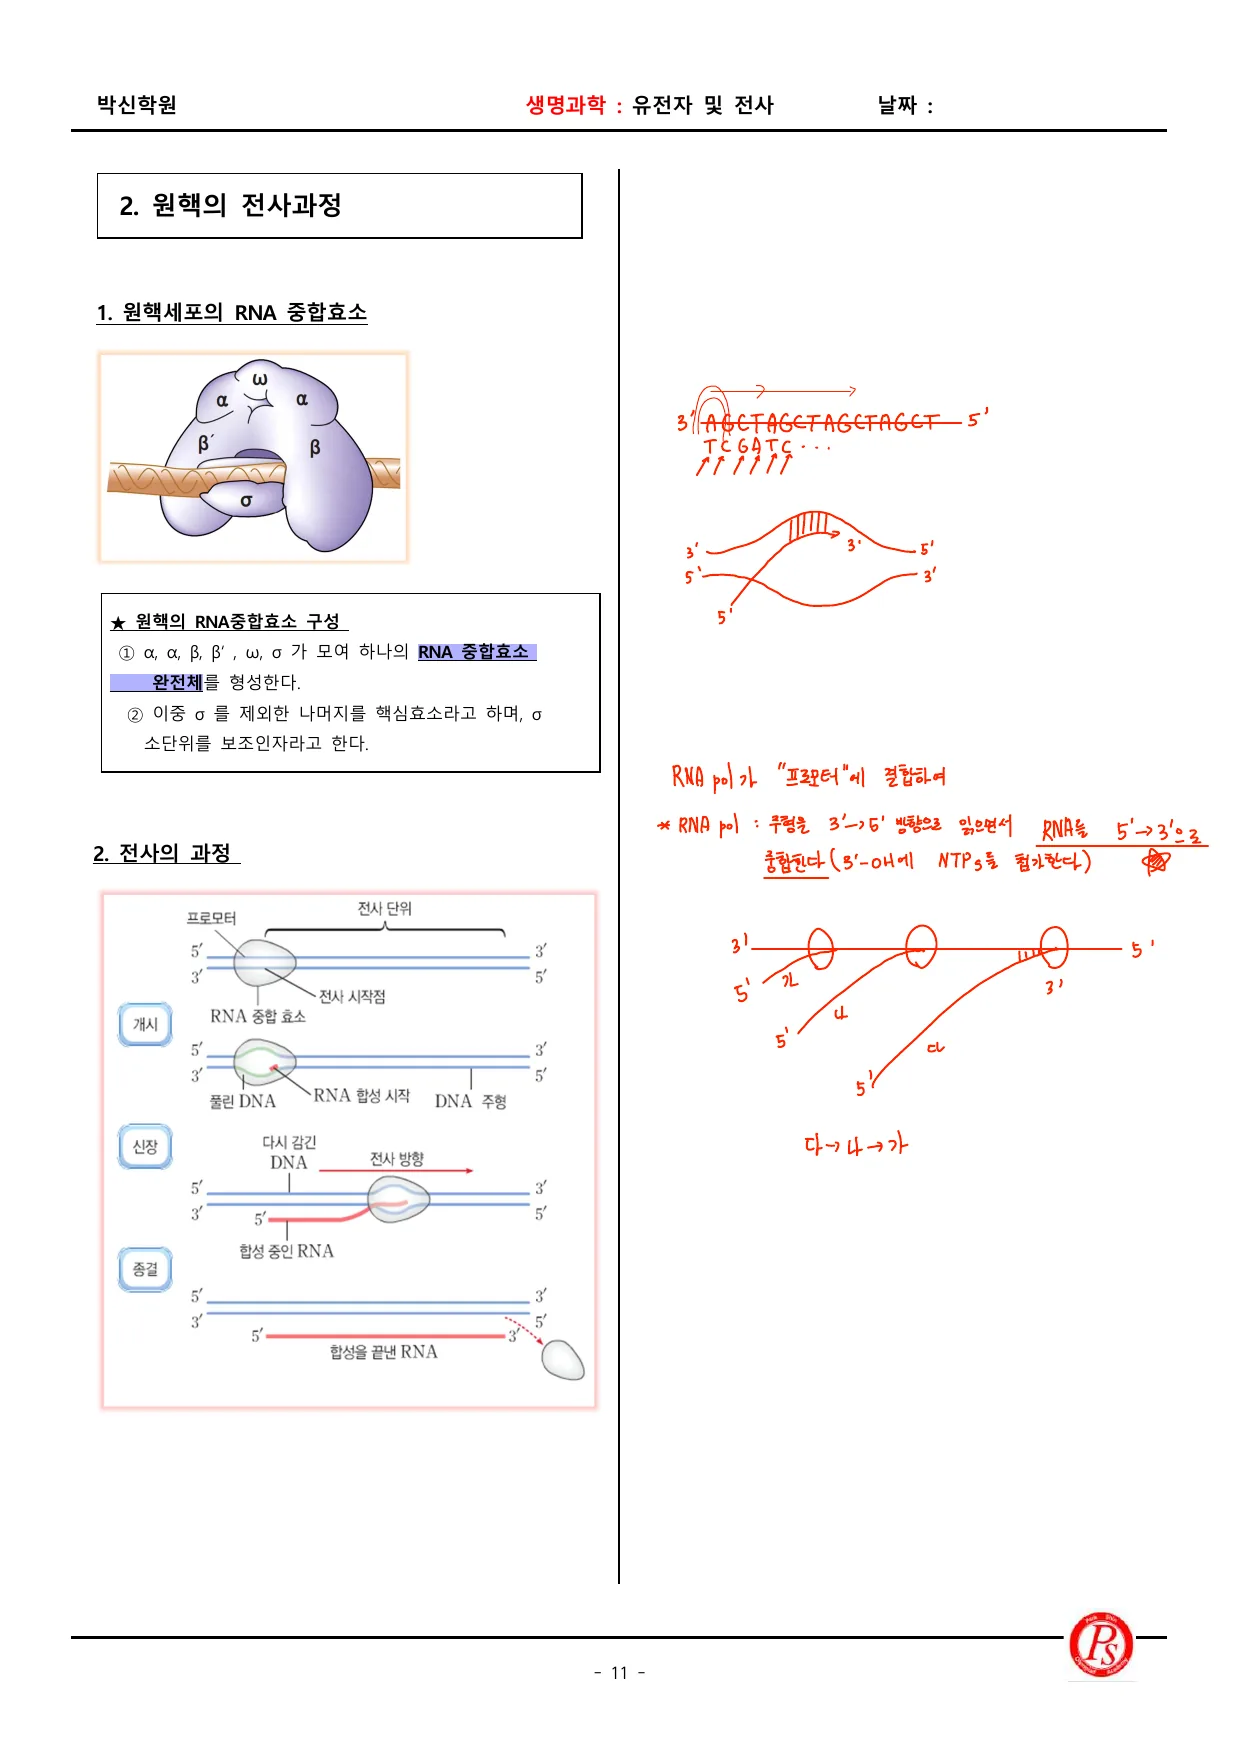 박신학원 생명과학 : 유전자 및 전사 날짜 :
2. 원핵의 전사과정
1. 원핵세포의 RNA 중합효소
ω
α α
β´ β
σ
★ 원핵의 RNA중합효소 구성
① α, α, β, β′ , ω, σ 가 모여 하나의 RNA 중합효소
완전체를 형성한다.
② 이중 σ 를 제외한 나머지를 핵심효소라고 하며, σ
소단위를 보조인자라고 한다.
2. 전사의 과정
프로모터 전사 단위
5′ 3′
3′ 5′
전사 시작점
RNA 중합 효소
개시
5′ 3′
3′ 5′
풀린 DNA RNA 합성 시작 DNA 주형
신장
다시 감긴
DNA 전사 방향
5′ 3′
3′ 5′
5′
합성 중인 RNA
종결
5′ 3′
3′ 5′
5′ 3′
합성을 끝낸 RNA
3' AGCTAGCTAGCTAGCT 5'
TCGATC...
3' 3' 5'
5' 3'
5'
RNA pol가 "프로모터"에 결합하여
* RNA pol : 주형을 3'→5' 방향으로 읽으면서 RNA를 5'→3'으로
중합한다 (3'-OH에 NTPs를 첨가한다)
3' 5'
5' 가 3'
5' 나
5' 다
다→나→가
Ps
- 11 -